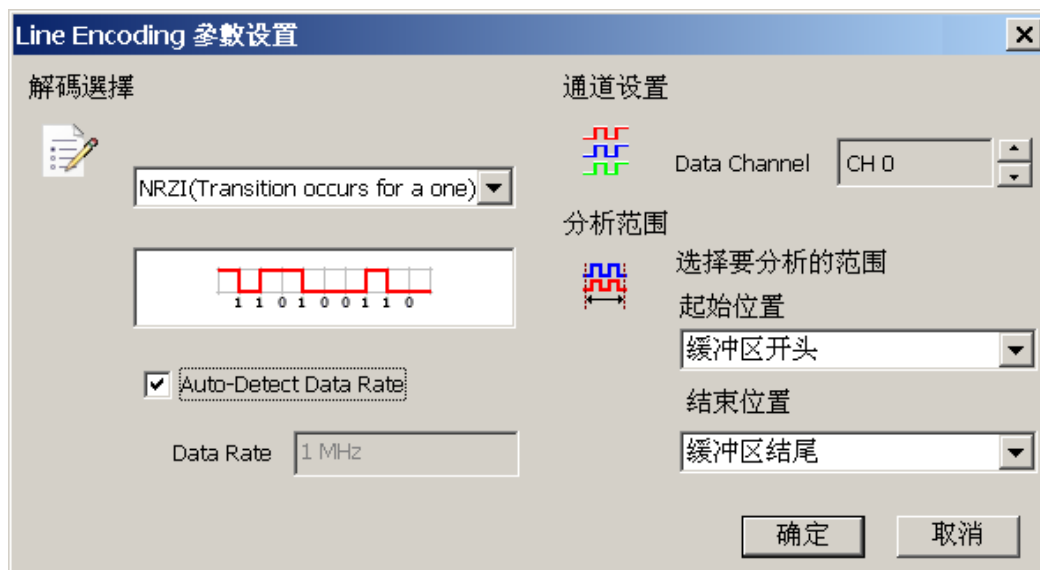 Line Encoding 參數设置
解碼選擇
NRZI(Transition occurs for a one)
1 1 0 1 0 0 1 1 0
Auto-Detect Data Rate
Data Rate 1 MHz
通道设置
Data Channel CH 0
分析范围
选择要分析的范围
起始位置
缓冲区开头
结束位置
缓冲区结尾
确定 取消